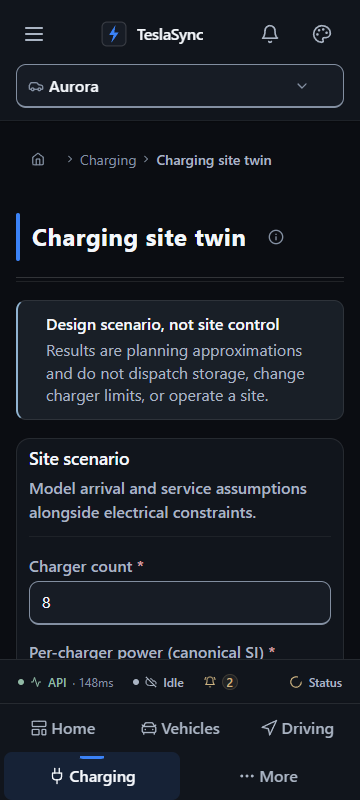 TeslaSync
Aurora
Charging
Charging site twin
Charging site twin
Design scenario, not site control
Results are planning approximations
and do not dispatch storage, change
charger limits, or operate a site.
Site scenario
Model arrival and service assumptions
alongside electrical constraints.
Charger count *
8
Per-charger power (canonical SI) *
API · 148ms
Idle
2
Status
Home
Vehicles
Driving
Charging
More